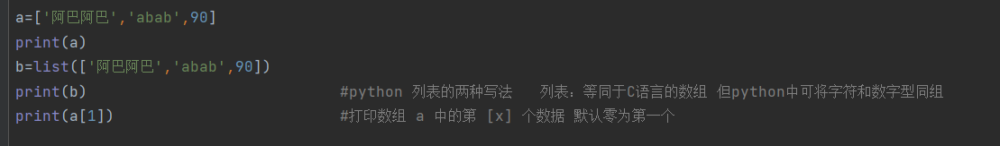 a=['阿巴阿巴','abab',90]
print(a)
b=list(['阿巴阿巴','abab',90])
print(b) #python 列表的两种写法 列表：等同于C语言的数组 但python中可将字符和数字型同组
print(a[1]) #打印数组 a 中的第 [x] 个数据 默认零为第一个